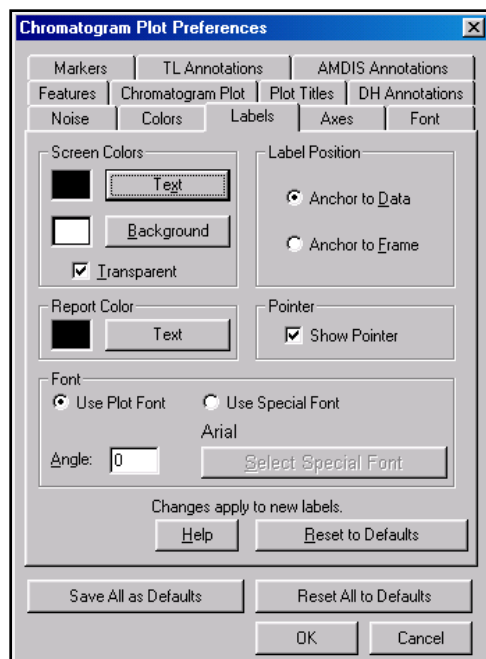 Chromatogram Plot Preferences
Markers TL Annotations AMDIS Annotations
Features Chromatogram Plot Plot Titles DH Annotations
Noise Colors Labels Axes Font
Screen Colors
Text
Background
Transparent
Label Position
Anchor to Data
Anchor to Frame
Report Color
Text
Pointer
Show Pointer
Font
Use Plot Font Use Special Font
Arial
Angle: 0 Select Special Font
Changes apply to new labels.
Help Reset to Defaults
Save All as Defaults Reset All to Defaults
OK Cancel